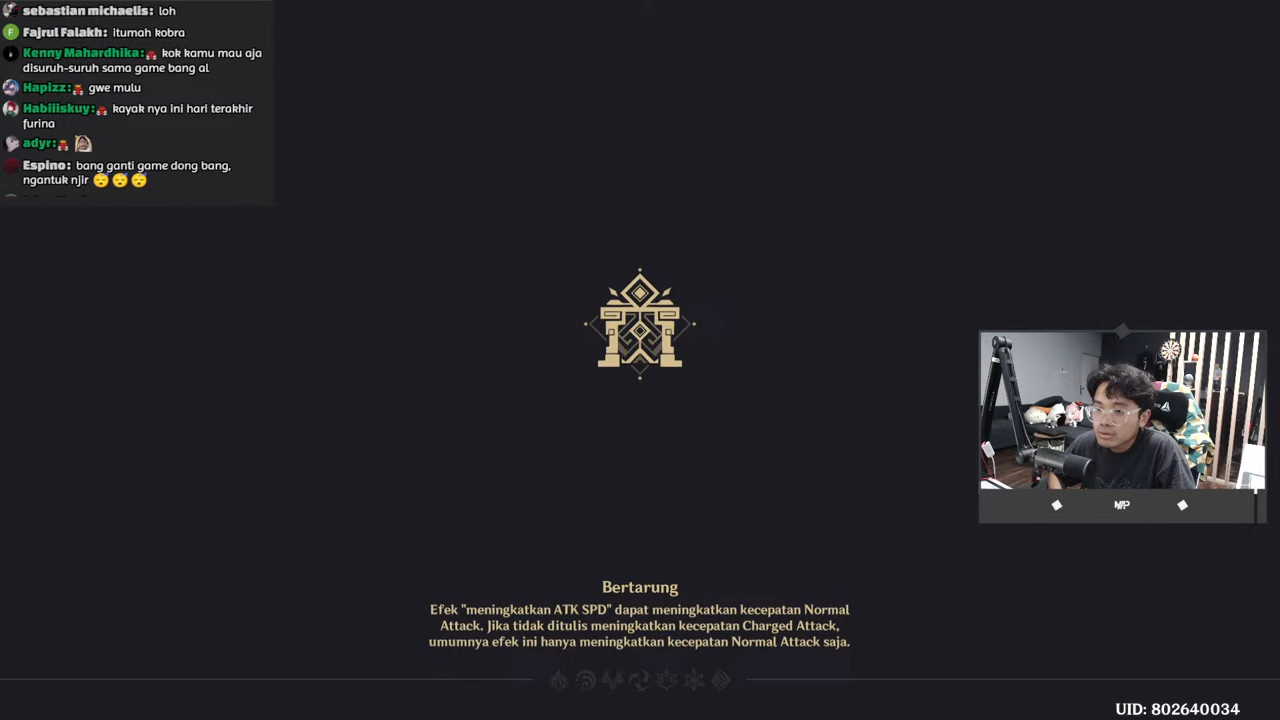 sebastian michaelis: loh
Fajrul Falakh: itumah kobra
Kenny Mahardhika: kok kamu mau aja
disuruh-suruh sama game bang al
Hapizz: gwe mulu
Habiliskuy: kayak nya ini hari terakhir
furina
adyr:
Espino: bang ganti game dong bang,
ngantuk njir 😴 😴 😴
Bertarung
Efek "meningkatkan ATK SPD" dapat meningkatkan kecepatan Normal
Attack. Jika tidak ditulis meningkatkan kecepatan Charged Attack,
umumnya efek ini hanya meningkatkan kecepatan Normal Attack saja.
UID: 802640034